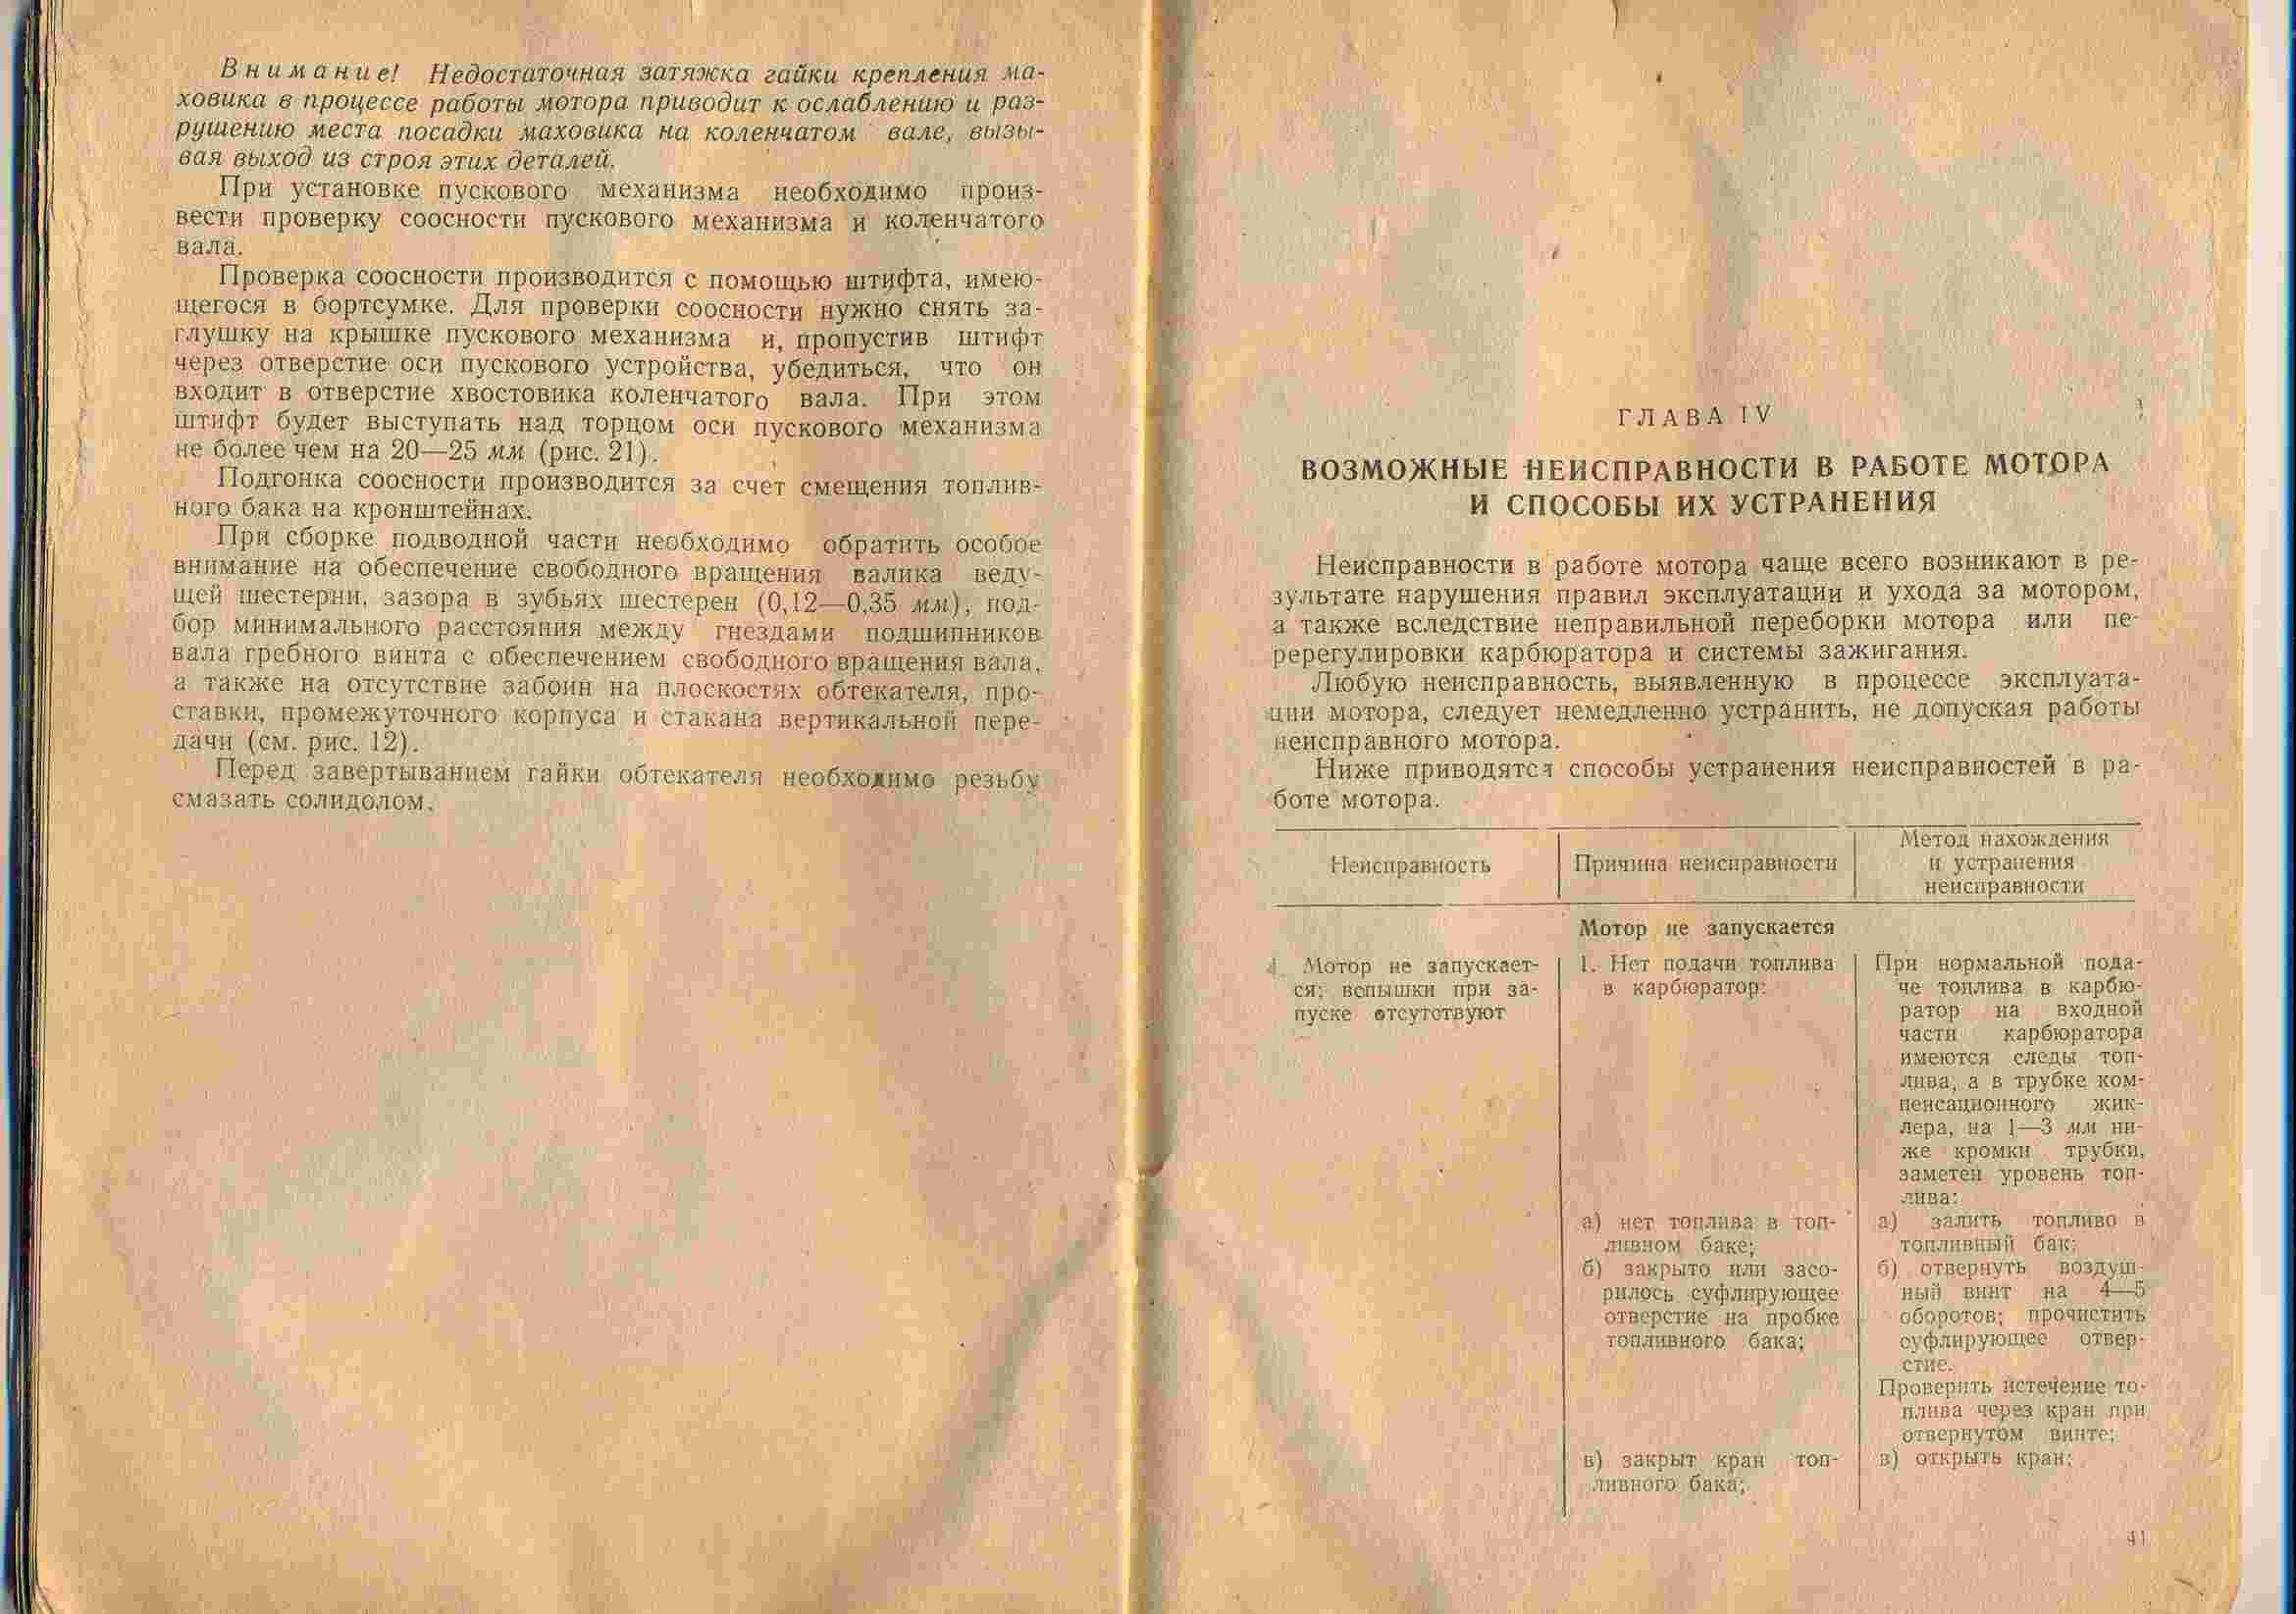 Внимание! Недостаточная затяжка гайки крепления ма-
ховика в процессе работы мотора приводит к ослаблению и раз-
рушению места посадки маховика на коленчатом вале, вызы-
вая выход из строя этих деталей.
При установке пускового механизма необходимо произ-
вести проверку соосности пускового механизма и коленчатого
вала.
Проверка соосности производится с помощью штифта, имею-
щегося в бортсумке. Для проверки соосности нужно снять за-
глушку на крышке пускового механизма и, пропустив штифт
через отверстие оси пускового устройства, убедиться, что он
входит в отверстие хвостовика коленчатого вала. При этом
штифт будет выступать над торцом оси пускового механизма
не более чем на 20—25 мм (рис. 21).
Подгонка соосности производится за счет смещения топлив-
ного бака на кронштейнах.
При сборке подводной части необходимо обратить особое
внимание на обеспечение свободного вращения валика веду-
щей шестерни, зазора в зубьях шестерен (0,12—0,35 мм), под-
бор минимального расстояния между гнездами подшипников
вала гребного винта с обеспечением свободного вращения вала,
а также на отсутствие забоин на плоскостях обтекателя, про-
ставки, промежуточного корпуса и стакана вертикальной пере-
дачи (см. рис. 12).
Перед завертыванием гайки обтекателя необходимо резьбу
смазать солидолом.
ГЛАВА IV
ВОЗМОЖНЫЕ НЕИСПРАВНОСТИ В РАБОТЕ МОТОРА
И СПОСОБЫ ИХ УСТРАНЕНИЯ
Неисправности в работе мотора чаще всего возникают в ре-
зультате нарушения правил эксплуатации и ухода за мотором,
а также вследствие неправильной переборки мотора или пе-
ререгулировки карбюратора и системы зажигания.
Любую неисправность, выявленную в процессе эксплуата-
ции мотора, следует немедленно устранить, не допуская работы
неисправного мотора.
Ниже приводятся способы устранения неисправностей в ра-
боте мотора.
Неисправность
Причина неисправности
Метод нахождения
и устранения
неисправности
Мотор не запускается
1. Мотор не запускает-
ся; вспышки при за-
пуске отсутствуют
1. Нет подачи топлива
в карбюратор:
При нормальной пода-
че топлива в карбю-
ратор на входной
части карбюратора
имеются следы топ-
лива, а в трубке ком-
пенсационного жик-
лера, на 1—3 мм ни-
же кромки трубки,
заметен уровень топ-
лива:
а) нет топлива в топ-
ливном баке;
а) залить топливо в
топливный бак;
б) закрыто или засо-
рилось суфлирующее
отверстие на пробке
топливного бака;
б) отвернуть воздуш-
ный винт на 4—5
оборотов; прочистить
суфлирующее отвер-
стие.
Проверить истечение то-
плива через кран при
отвернутом винте;
в) закрыт кран топ-
ливного бака;
в) открыть кран;
41